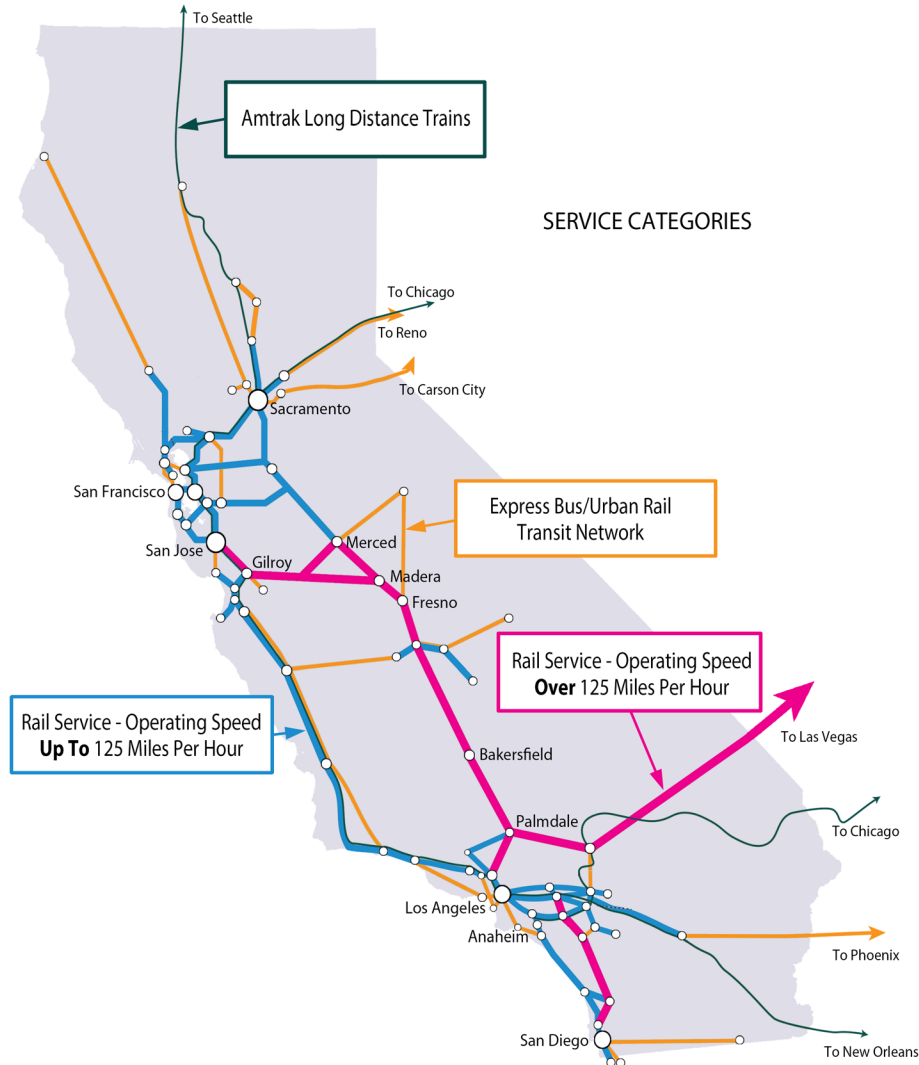 To Seattle
Amtrak Long Distance Trains
SERVICE CATEGORIES
To Chicago
To Reno
To Carson City
Sacramento
San Francisco
Express Bus/Urban Rail
Transit Network
San Jose
Merced
Gilroy
Madera
Fresno
Rail Service - Operating Speed
Over 125 Miles Per Hour
Rail Service - Operating Speed
Up To 125 Miles Per Hour
To Las Vegas
Bakersfield
Palmdale
To Chicago
Los Angeles
Anaheim
To Phoenix
San Diego
To New Orleans